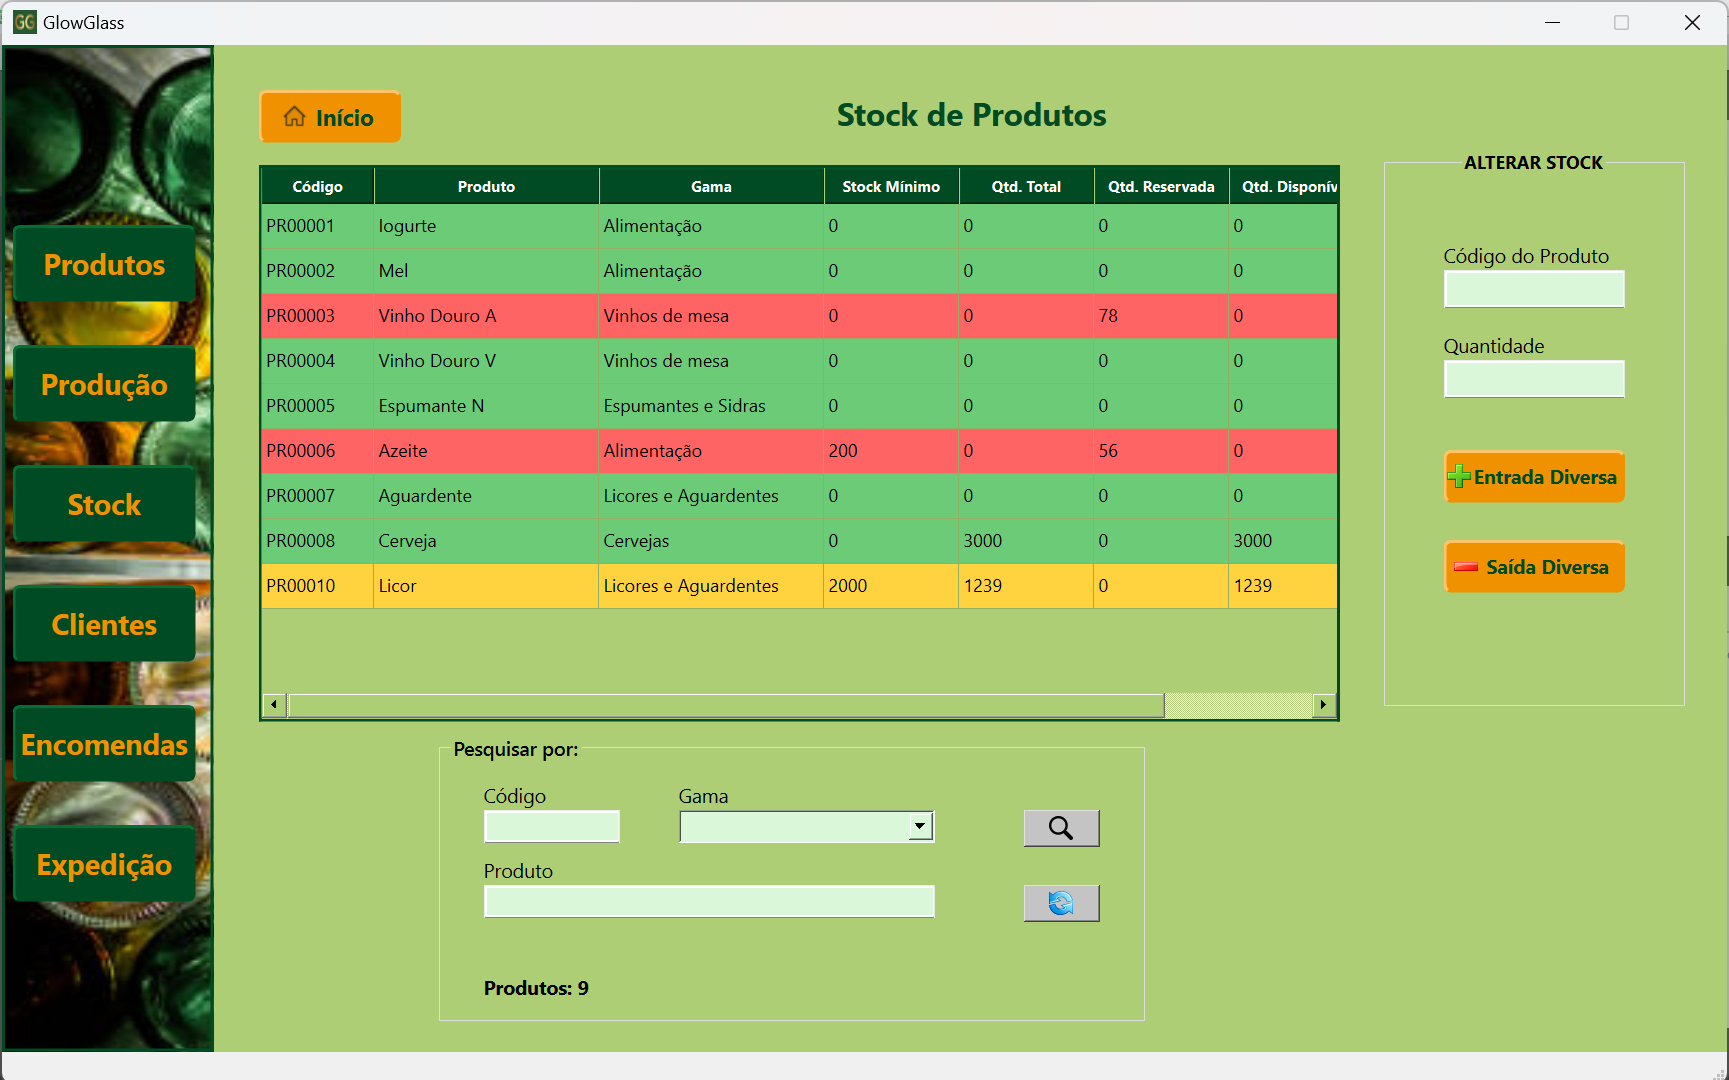 GG GlowGlass
Início
Stock de Produtos
Produtos
Produção
Stock
Clientes
Encomendas
Expedição
Código Produto Gama Stock Mínimo Qtd. Total Qtd. Reservada Qtd. Disponív
PR00001 Iogurte Alimentação 0 0 0 0
PR00002 Mel Alimentação 0 0 0 0
PR00003 Vinho Douro A Vinhos de mesa 0 0 78 0
PR00004 Vinho Douro V Vinhos de mesa 0 0 0 0
PR00005 Espumante N Espumantes e Sidras 0 0 0 0
PR00006 Azeite Alimentação 200 0 56 0
PR00007 Aguardente Licores e Aguardentes 0 0 0 0
PR00008 Cerveja Cervejas 0 3000 0 3000
PR00010 Licor Licores e Aguardentes 2000 1239 0 1239
ALTERAR STOCK
Código do Produto
Quantidade
Entrada Diversa
Saída Diversa
Pesquisar por:
Código Gama
Produto
Produtos: 9